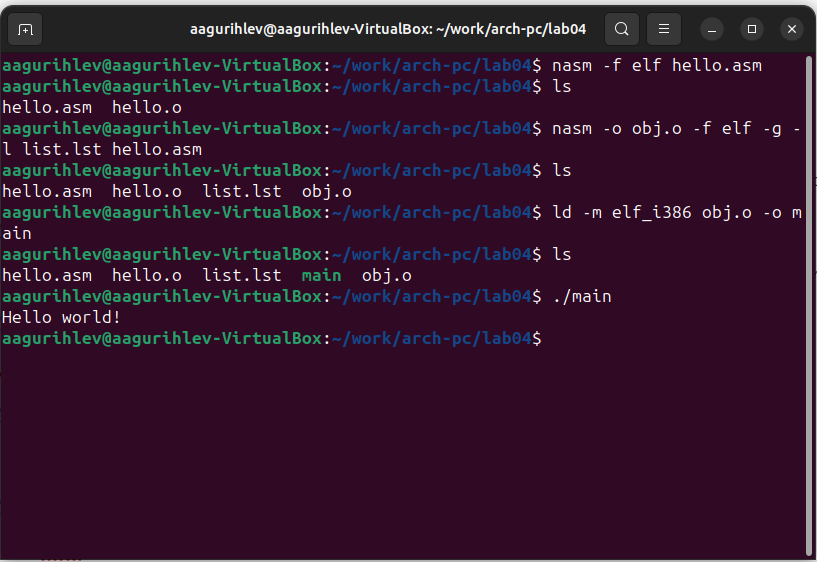 aagurihlev@aagurihlev-VirtualBox: ~/work/arch-pc/lab04
aagurihlev@aagurihlev-VirtualBox:~/work/arch-pc/lab04$ nasm -f elf hello.asm
aagurihlev@aagurihlev-VirtualBox:~/work/arch-pc/lab04$ ls
hello.asm  hello.o
aagurihlev@aagurihlev-VirtualBox:~/work/arch-pc/lab04$ nasm -o obj.o -f elf -g -
l list.lst hello.asm
aagurihlev@aagurihlev-VirtualBox:~/work/arch-pc/lab04$ ls
hello.asm  hello.o  list.lst  obj.o
aagurihlev@aagurihlev-VirtualBox:~/work/arch-pc/lab04$ ld -m elf_i386 obj.o -o m
ain
aagurihlev@aagurihlev-VirtualBox:~/work/arch-pc/lab04$ ls
hello.asm  hello.o  list.lst  main  obj.o
aagurihlev@aagurihlev-VirtualBox:~/work/arch-pc/lab04$ ./main
Hello world!
aagurihlev@aagurihlev-VirtualBox:~/work/arch-pc/lab04$